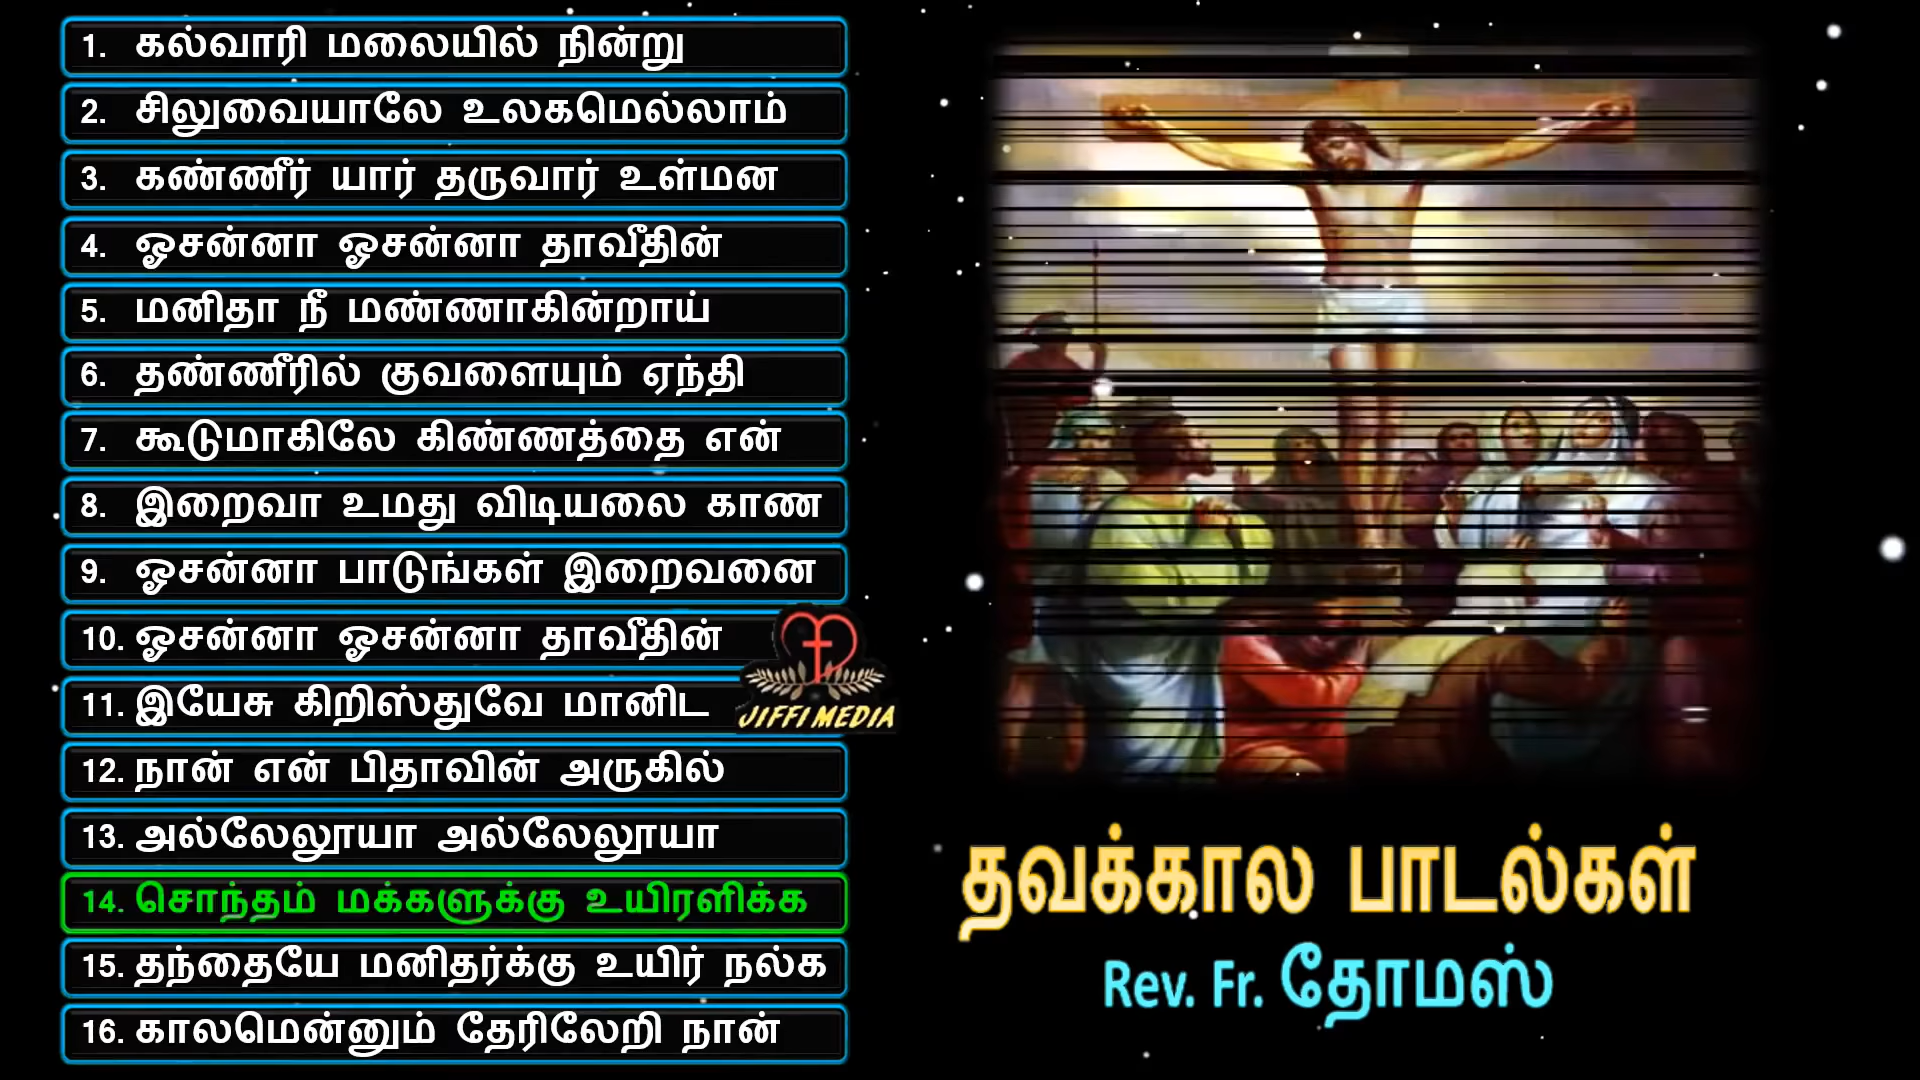 1. கல்வாரி மலையில் நின்று
2. சிலுவையாலே உலகமெல்லாம்
3. கண்ணீர் யார் தருவார் உள்மன
4. ஓசன்னா ஓசன்னா தாவீதின்
5. மனிதா நீ மண்ணாகின்றாய்
6. தண்ணீரில் குவளையும் ஏந்தி
7. கூடுமாகிலே கிண்ணத்தை என்
8. இறைவா உமது விடியலை காண
9. ஓசன்னா பாடுங்கள் இறைவனை
10. ஓசன்னா ஓசன்னா தாவீதின்
11. இயேசு கிறிஸ்துவே மானிட
12. நான் என் பிதாவின் அருகில்
13. அல்லேலூயா அல்லேலூயா
14. சொந்தம் மக்களுக்கு உயிரளிக்க
15. தந்தையே மனிதர்க்கு உயிர் நல்க
16. காலமென்னும் தேரிலேறி நான்
JIFFI MEDIA
தவக்கால பாடல்கள்
Rev. Fr. தோமஸ்